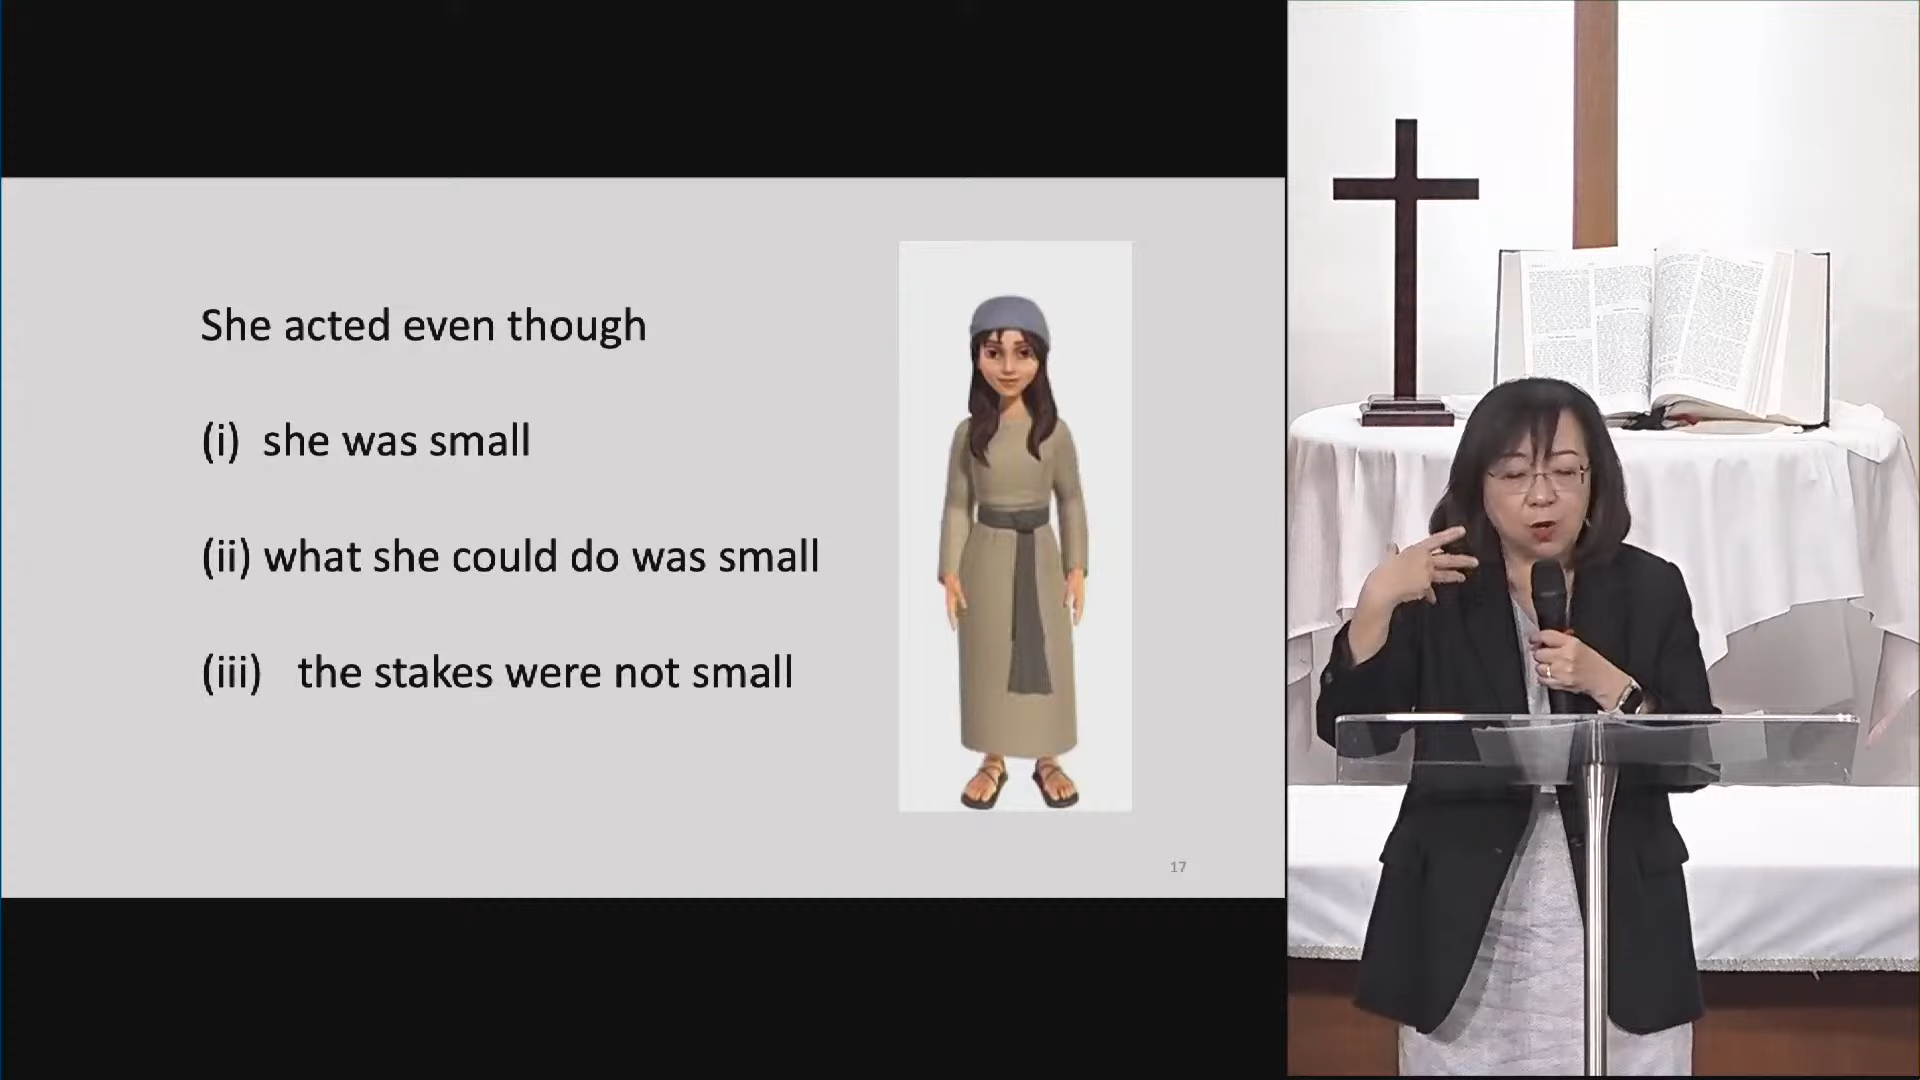 She acted even though
(i) she was small
(ii) what she could do was small
(iii) the stakes were not small
17